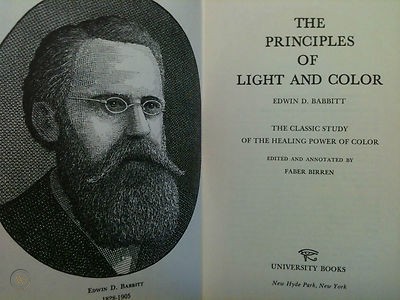 EDWIN D. BABBITT
1828-1905
THE
PRINCIPLES
OF
LIGHT AND COLOR
EDWIN D. BABBITT
THE CLASSIC STUDY
OF THE HEALING POWER OF COLOR
EDITED AND ANNOTATED BY
FABER BIRREN
UNIVERSITY BOOKS
New Hyde Park, New York